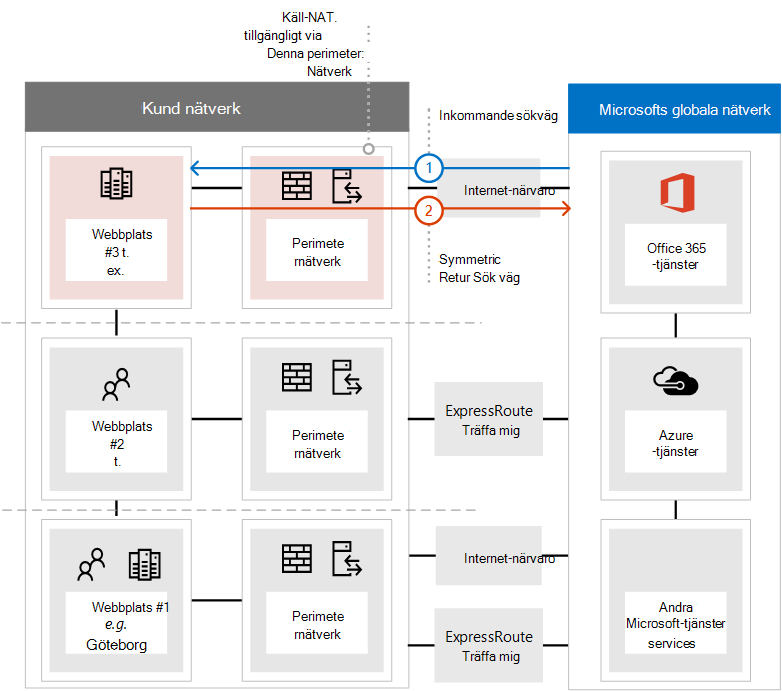 Käll-NAT.
tillgängligt via
Denna perimeter:
Nätverk
Kund nätverk
Inkommande sökväg
Microsofts globala nätverk
1
Internet-närvaro
2
Webbplats
#3 t.
ex.
Perimete
rnätverk
Symmetric
Retur Sök väg
Office 365
-tjänster
Webbplats
#2
t.
Perimete
rnätverk
ExpressRoute
Träffa mig
Azure
-tjänster
Internet-närvaro
Webbplats #1
e.g.
Göteborg
Perimete
rnätverk
ExpressRoute
Träffa mig
Andra
Microsoft-tjänster
services